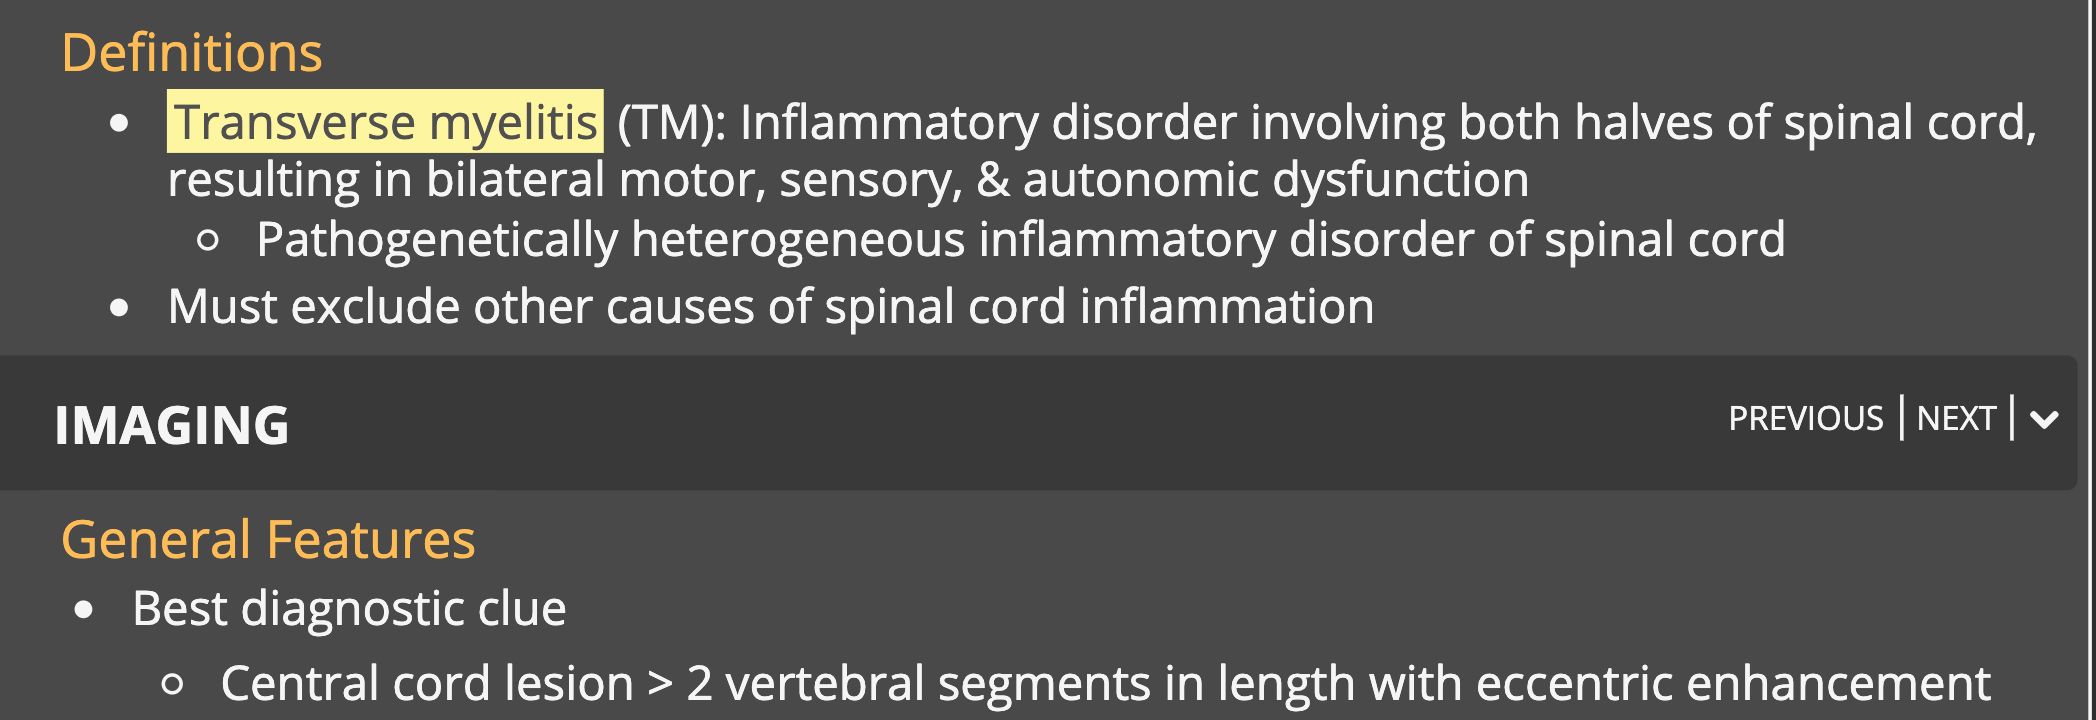 Definitions
• Transverse myelitis (TM): Inflammatory disorder involving both halves of spinal cord,
resulting in bilateral motor, sensory, & autonomic dysfunction
○ Pathogenetically heterogeneous inflammatory disorder of spinal cord
• Must exclude other causes of spinal cord inflammation
IMAGING
PREVIOUS | NEXT |
General Features
• Best diagnostic clue
○ Central cord lesion > 2 vertebral segments in length with eccentric enhancement